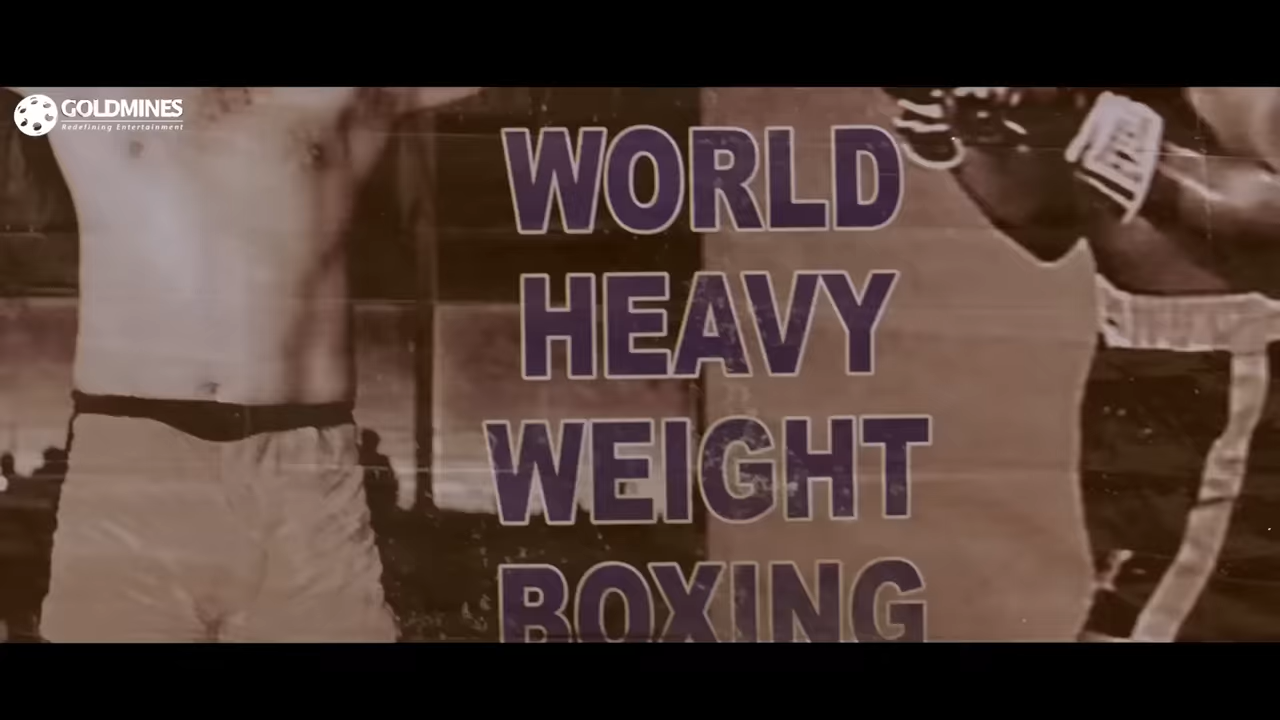 GOLDMINES
Redefining Entertainment
WORLD
HEAVY
WEIGHT
BOXING